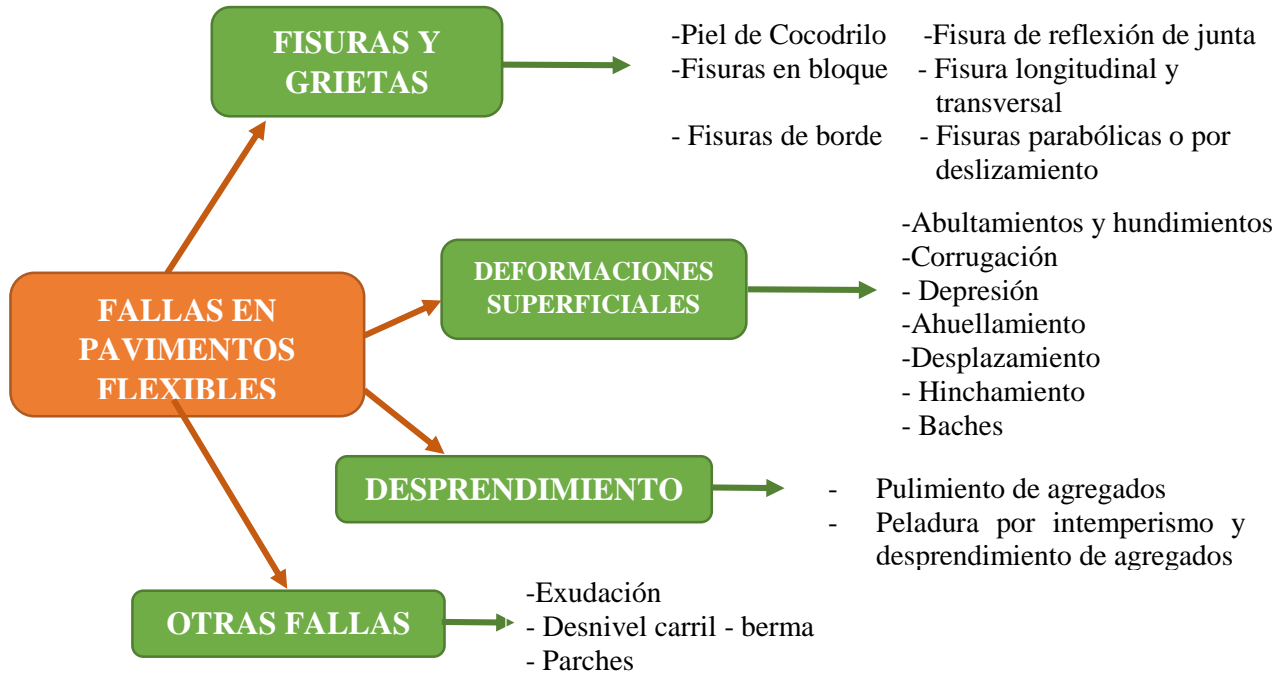 FISURAS Y
GRIETAS
-Piel de Cocodrilo -Fisura de reflexión de junta
-Fisuras en bloque - Fisura longitudinal y
transversal
- Fisuras de borde - Fisuras parabólicas o por
deslizamiento
FALLAS EN
PAVIMENTOS
FLEXIBLES
DEFORMACIONES
SUPERFICIALES
-Abultamientos y hundimientos
-Corrugación
- Depresión
-Ahuellamiento
-Desplazamiento
- Hinchamiento
- Baches
DESPRENDIMIENTO
- Pulimiento de agregados
- Peladura por intemperismo y
desprendimiento de agregados
OTRAS FALLAS
-Exudación
- Desnivel carril - berma
- Parches